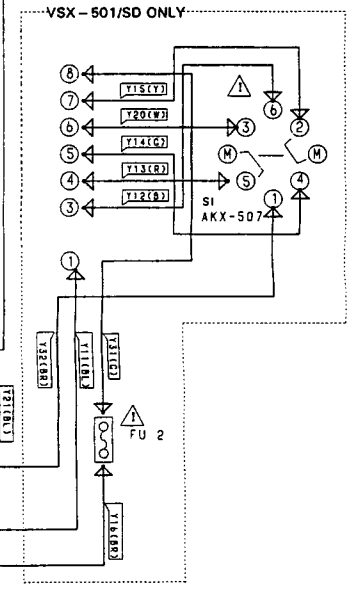 VSX-501/SD ONLY
8
7
6
5
4
3
1
Y15(Y)
Y20(W)
Y14(G)
Y13(R)
Y12(B)
!
6
3
2
M
M
5
4
1
S1
AKX-507
Y32(BR)
Y11(BL)
Y31(G)
Y21(BL)
!
FU 2
Y16(BR)